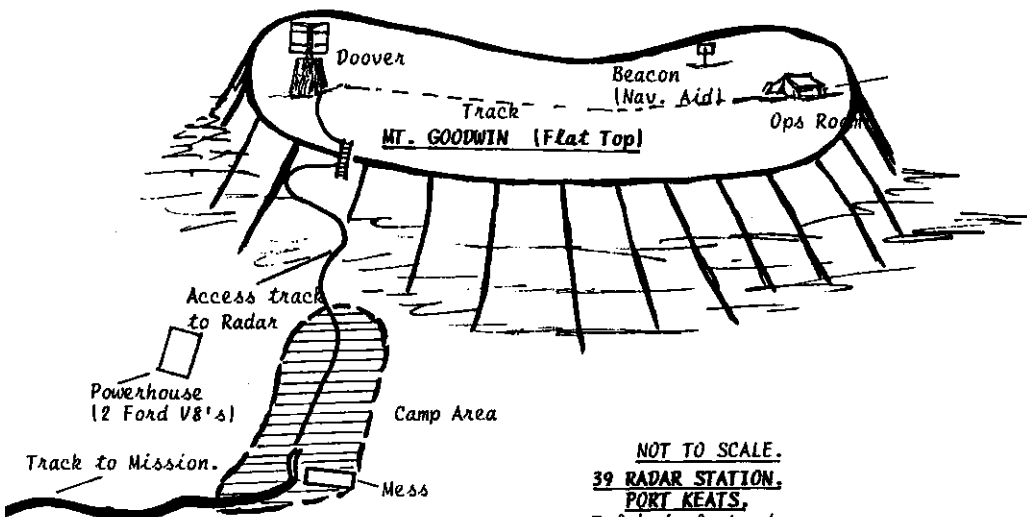 Doover
Beacon
(Nav. Aid)
Track
Ops Room
MT. GOODWIN (Flat Top)
Access track
to Radar
Powerhouse
(2 Ford V8's)
Camp Area
Track to Mission.
Mess
NOT TO SCALE.
39 RADAR STATION.
PORT KEATS,